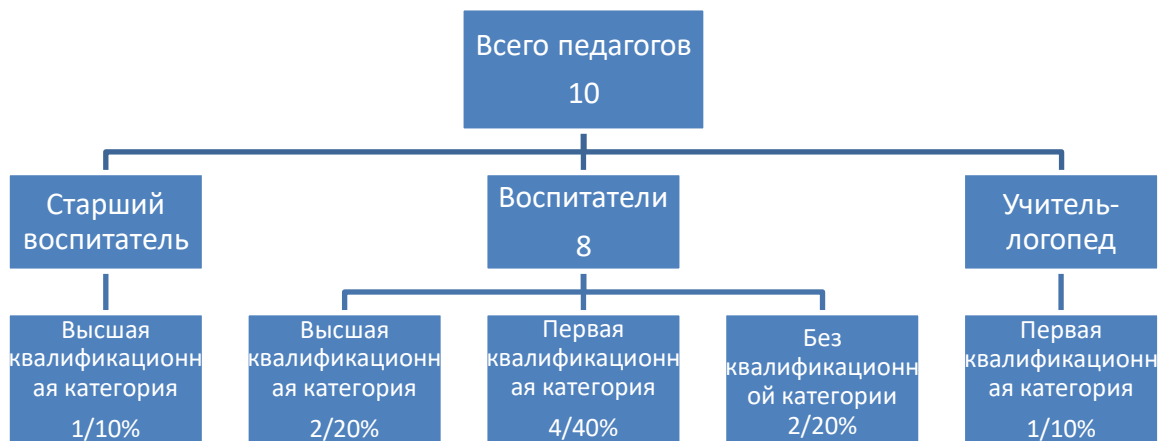 Всего педагогов
10
Старший
воспитатель
Воспитатели
8
Учитель-
логопед
Высшая
квалификационн
ая категория
1/10%
Высшая
квалификационн
ая категория
2/20%
Первая
квалификационн
ая категория
4/40%
Без
квалификационн
ой категории
2/20%
Первая
квалификационн
ая категория
1/10%